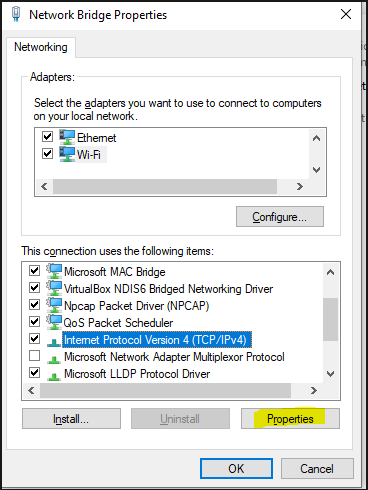 Network Bridge Properties
Networking
Adapters:
Select the adapters you want to use to connect to computers
on your local network.
Ethernet
Wi-Fi
Configure...
This connection uses the following items:
Microsoft MAC Bridge
VirtualBox NDIS6 Bridged Networking Driver
Npcap Packet Driver (NPCAP)
QoS Packet Scheduler
Internet Protocol Version 4 (TCP/IPv4)
Microsoft Network Adapter Multiplexor Protocol
Microsoft LLDP Protocol Driver
Install...
Uninstall
Properties
OK
Cancel